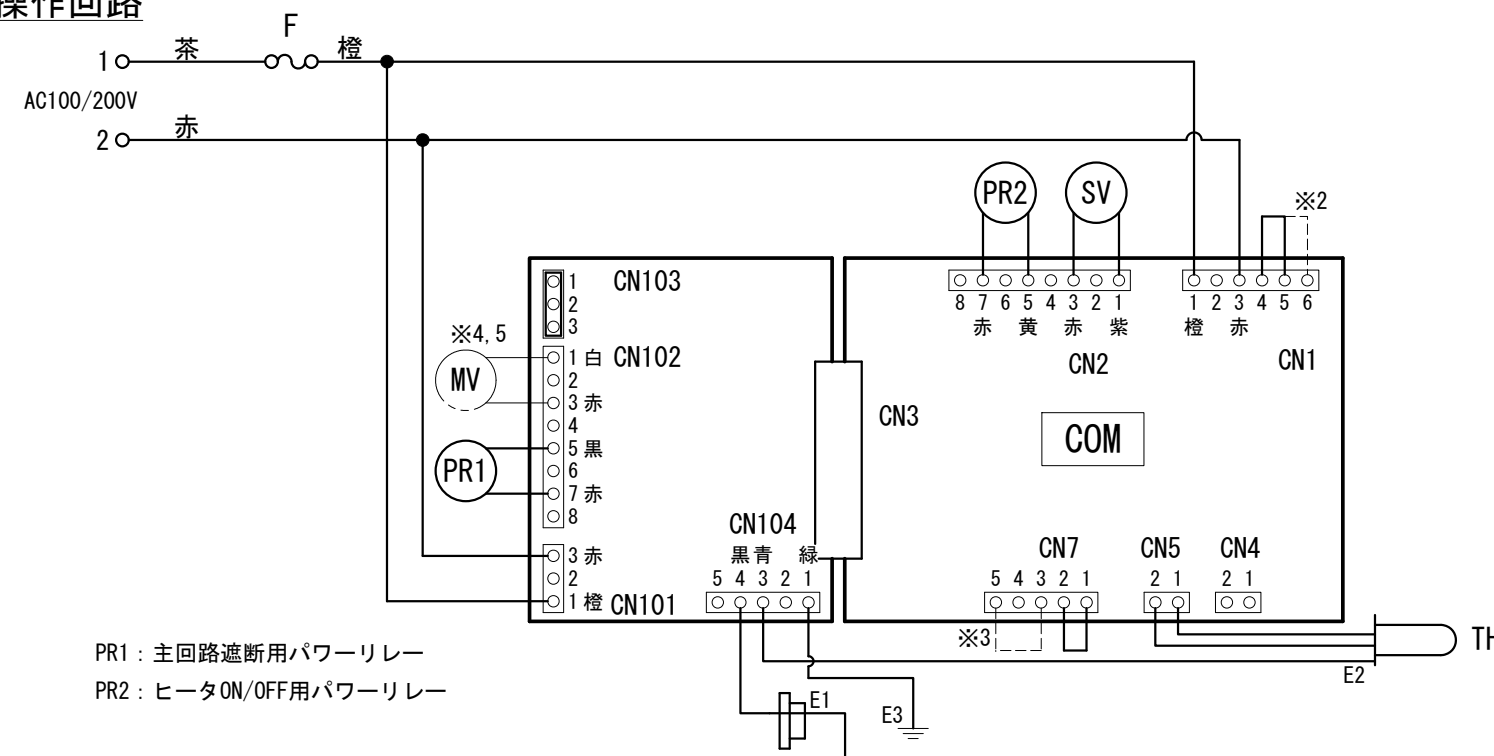 操作回路
F
1 茶 橙
AC100/200V
2 赤
PR2 SV ※2
CN103
1
2
3
8 7 6 5 4 3 2 1
赤 黄 赤 紫
CN2
1 2 3 4 5 6
橙 赤
CN1
※4,5
MV
CN102
1 白
2
3 赤
4
5 黒
6
7 赤
8
PR1
CN3
COM
CN104
黒 青 緑
5 4 3 2 1
3 赤
2
1 橙 CN101
CN7
5 4 3 2 1
※3
CN5
2 1
CN4
2 1
TH
E2
E1
E3
PR1：主回路遮断用パワーリレー
PR2：ヒータON/OFF用パワーリレー